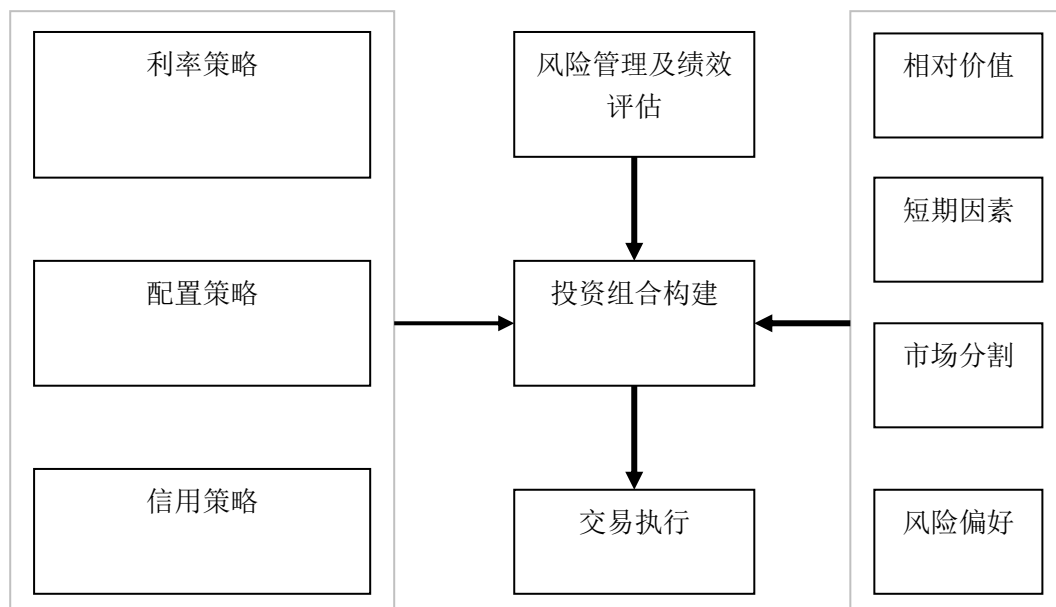 利率策略
配置策略
信用策略
风险管理及绩效
评估
投资组合构建
交易执行
相对价值
短期因素
市场分割
风险偏好